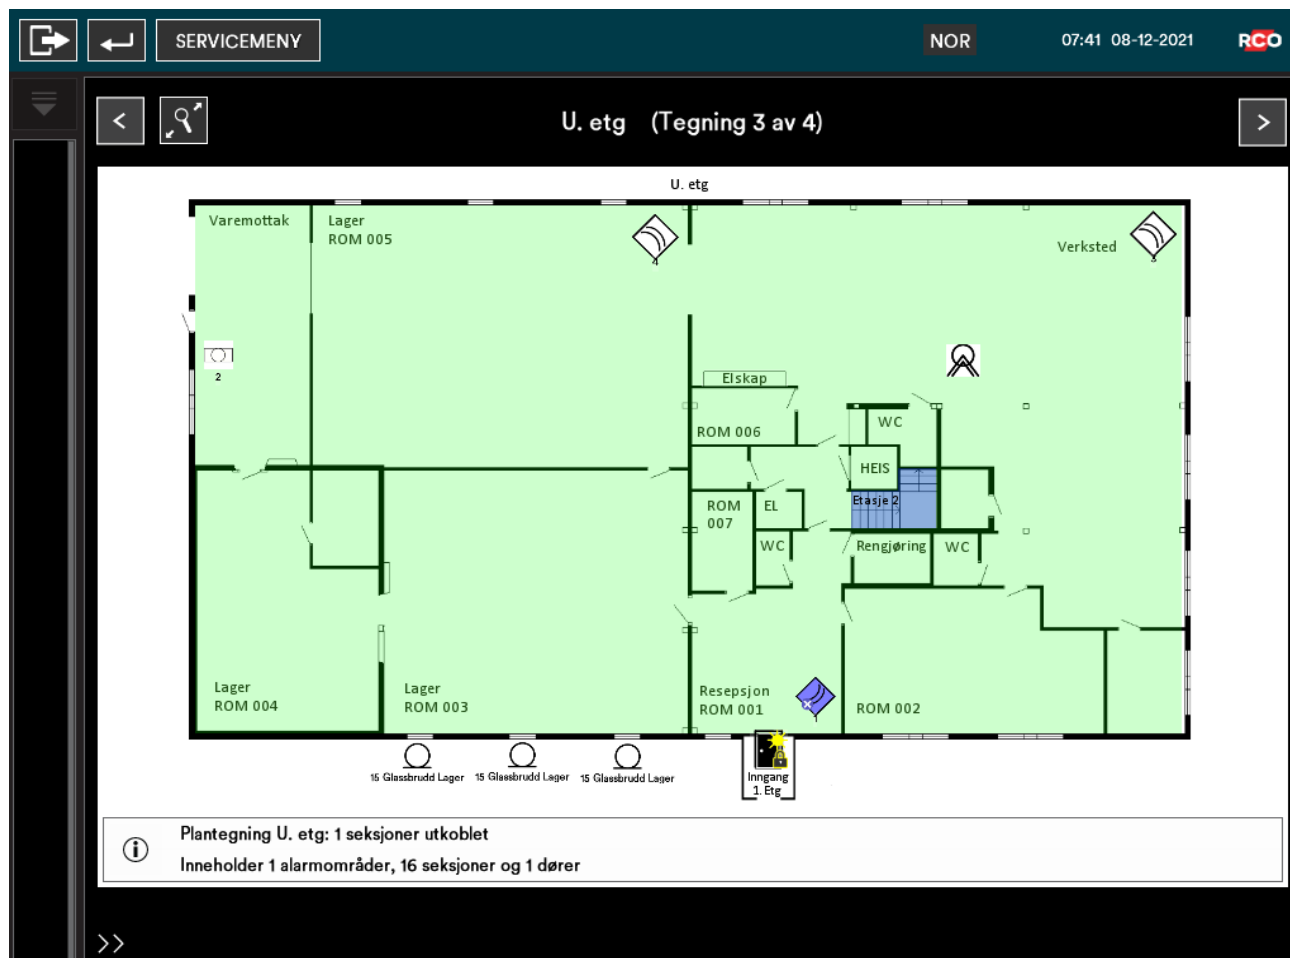 SERVICEMENY
NOR
07:41 08-12-2021
RCO
<
U. etg (Tegning 3 av 4)
>
U. etg
Varemottak
Lager
ROM 005
4
Verksted
3
2
Elskap
ROM 006
WC
HEIS
Etasje 2
ROM
007
EL
WC
Rengjøring
WC
Lager
ROM 004
Lager
ROM 003
Resepsjon
ROM 001
1
ROM 002
15 Glassbrudd Lager
15 Glassbrudd Lager
15 Glassbrudd Lager
Inngang
1. Etg
Plantegning U. etg: 1 seksjoner utkoblet
Inneholder 1 alarmområder, 16 seksjoner og 1 dører
>>